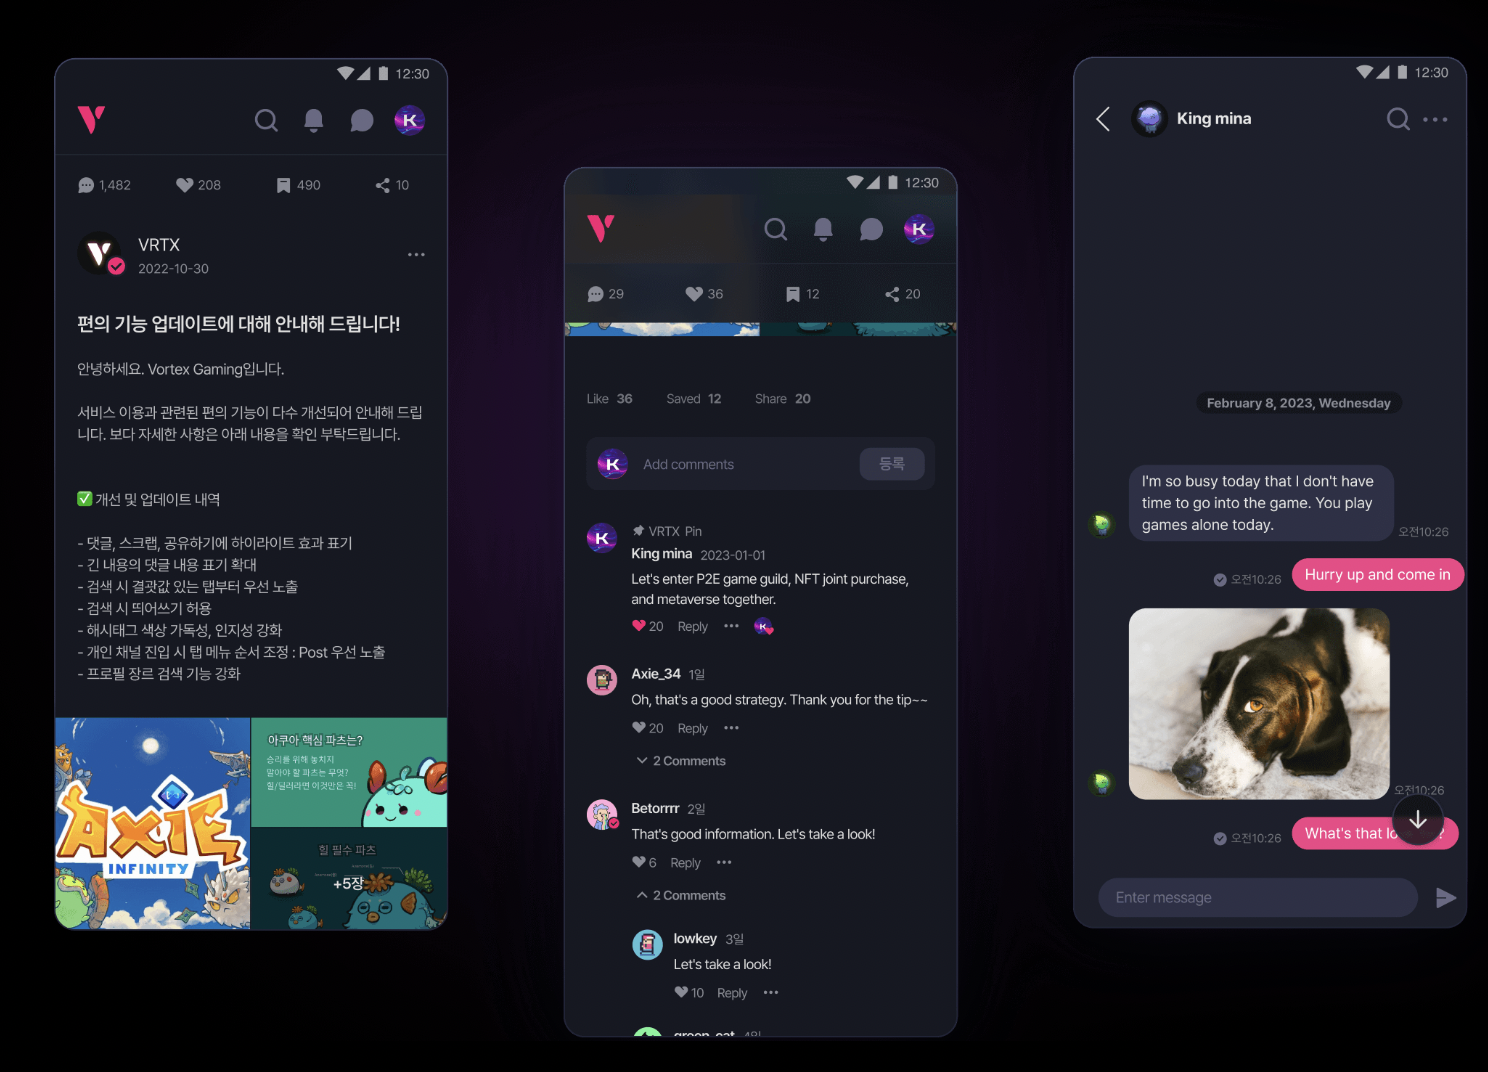 12:30
1,482 208 490 10
VRTX
2022-10-30
편의 기능 업데이트에 대해 안내해 드립니다!
안녕하세요. Vortex Gaming입니다.
서비스 이용과 관련된 편의 기능이 다수 개선되어 안내해 드립
니다. 보다 자세한 사항은 아래 내용을 확인 부탁드립니다.
✅ 개선 및 업데이트 내역
- 댓글, 스크랩, 공유하기에 하이라이트 효과 표기
- 긴 내용의 댓글 내용 표기 확대
- 검색 시 결괏값 있는 탭부터 우선 노출
- 검색 시 띄어쓰기 허용
- 해시태그 색상 가독성, 인지성 강화
- 개인 채널 진입 시 탭 메뉴 순서 조정 : Post 우선 노출
- 프로필 장르 검색 기능 강화
AXIE
INFINITY
아쿠아 핵심 파츠는?
승리를 위해 놓치지
말아야 할 파츠는 무엇?
힐/딜러라면 이것만은 꼭!
힐 필수 파츠
+5장
12:30
K
29 36 12 20
Like 36 Saved 12 Share 20
K Add comments 등록
VRTX Pin
King mina 2023-01-01
Let's enter P2E game guild, NFT joint purchase,
and metaverse together.
20 Reply
Axie_34 1일
Oh, that's a good strategy. Thank you for the tip~~
20 Reply
2 Comments
Betorrrr 2일
That's good information. Let's take a look!
6 Reply
2 Comments
lowkey 3일
Let's take a look!
10 Reply
12:30
King mina
February 8, 2023, Wednesday
I'm so busy today that I don't have
time to go into the game. You play
games alone today.
오전10:26
오전10:26 Hurry up and come in
오전10:26
오전10:26 What's that
Enter message